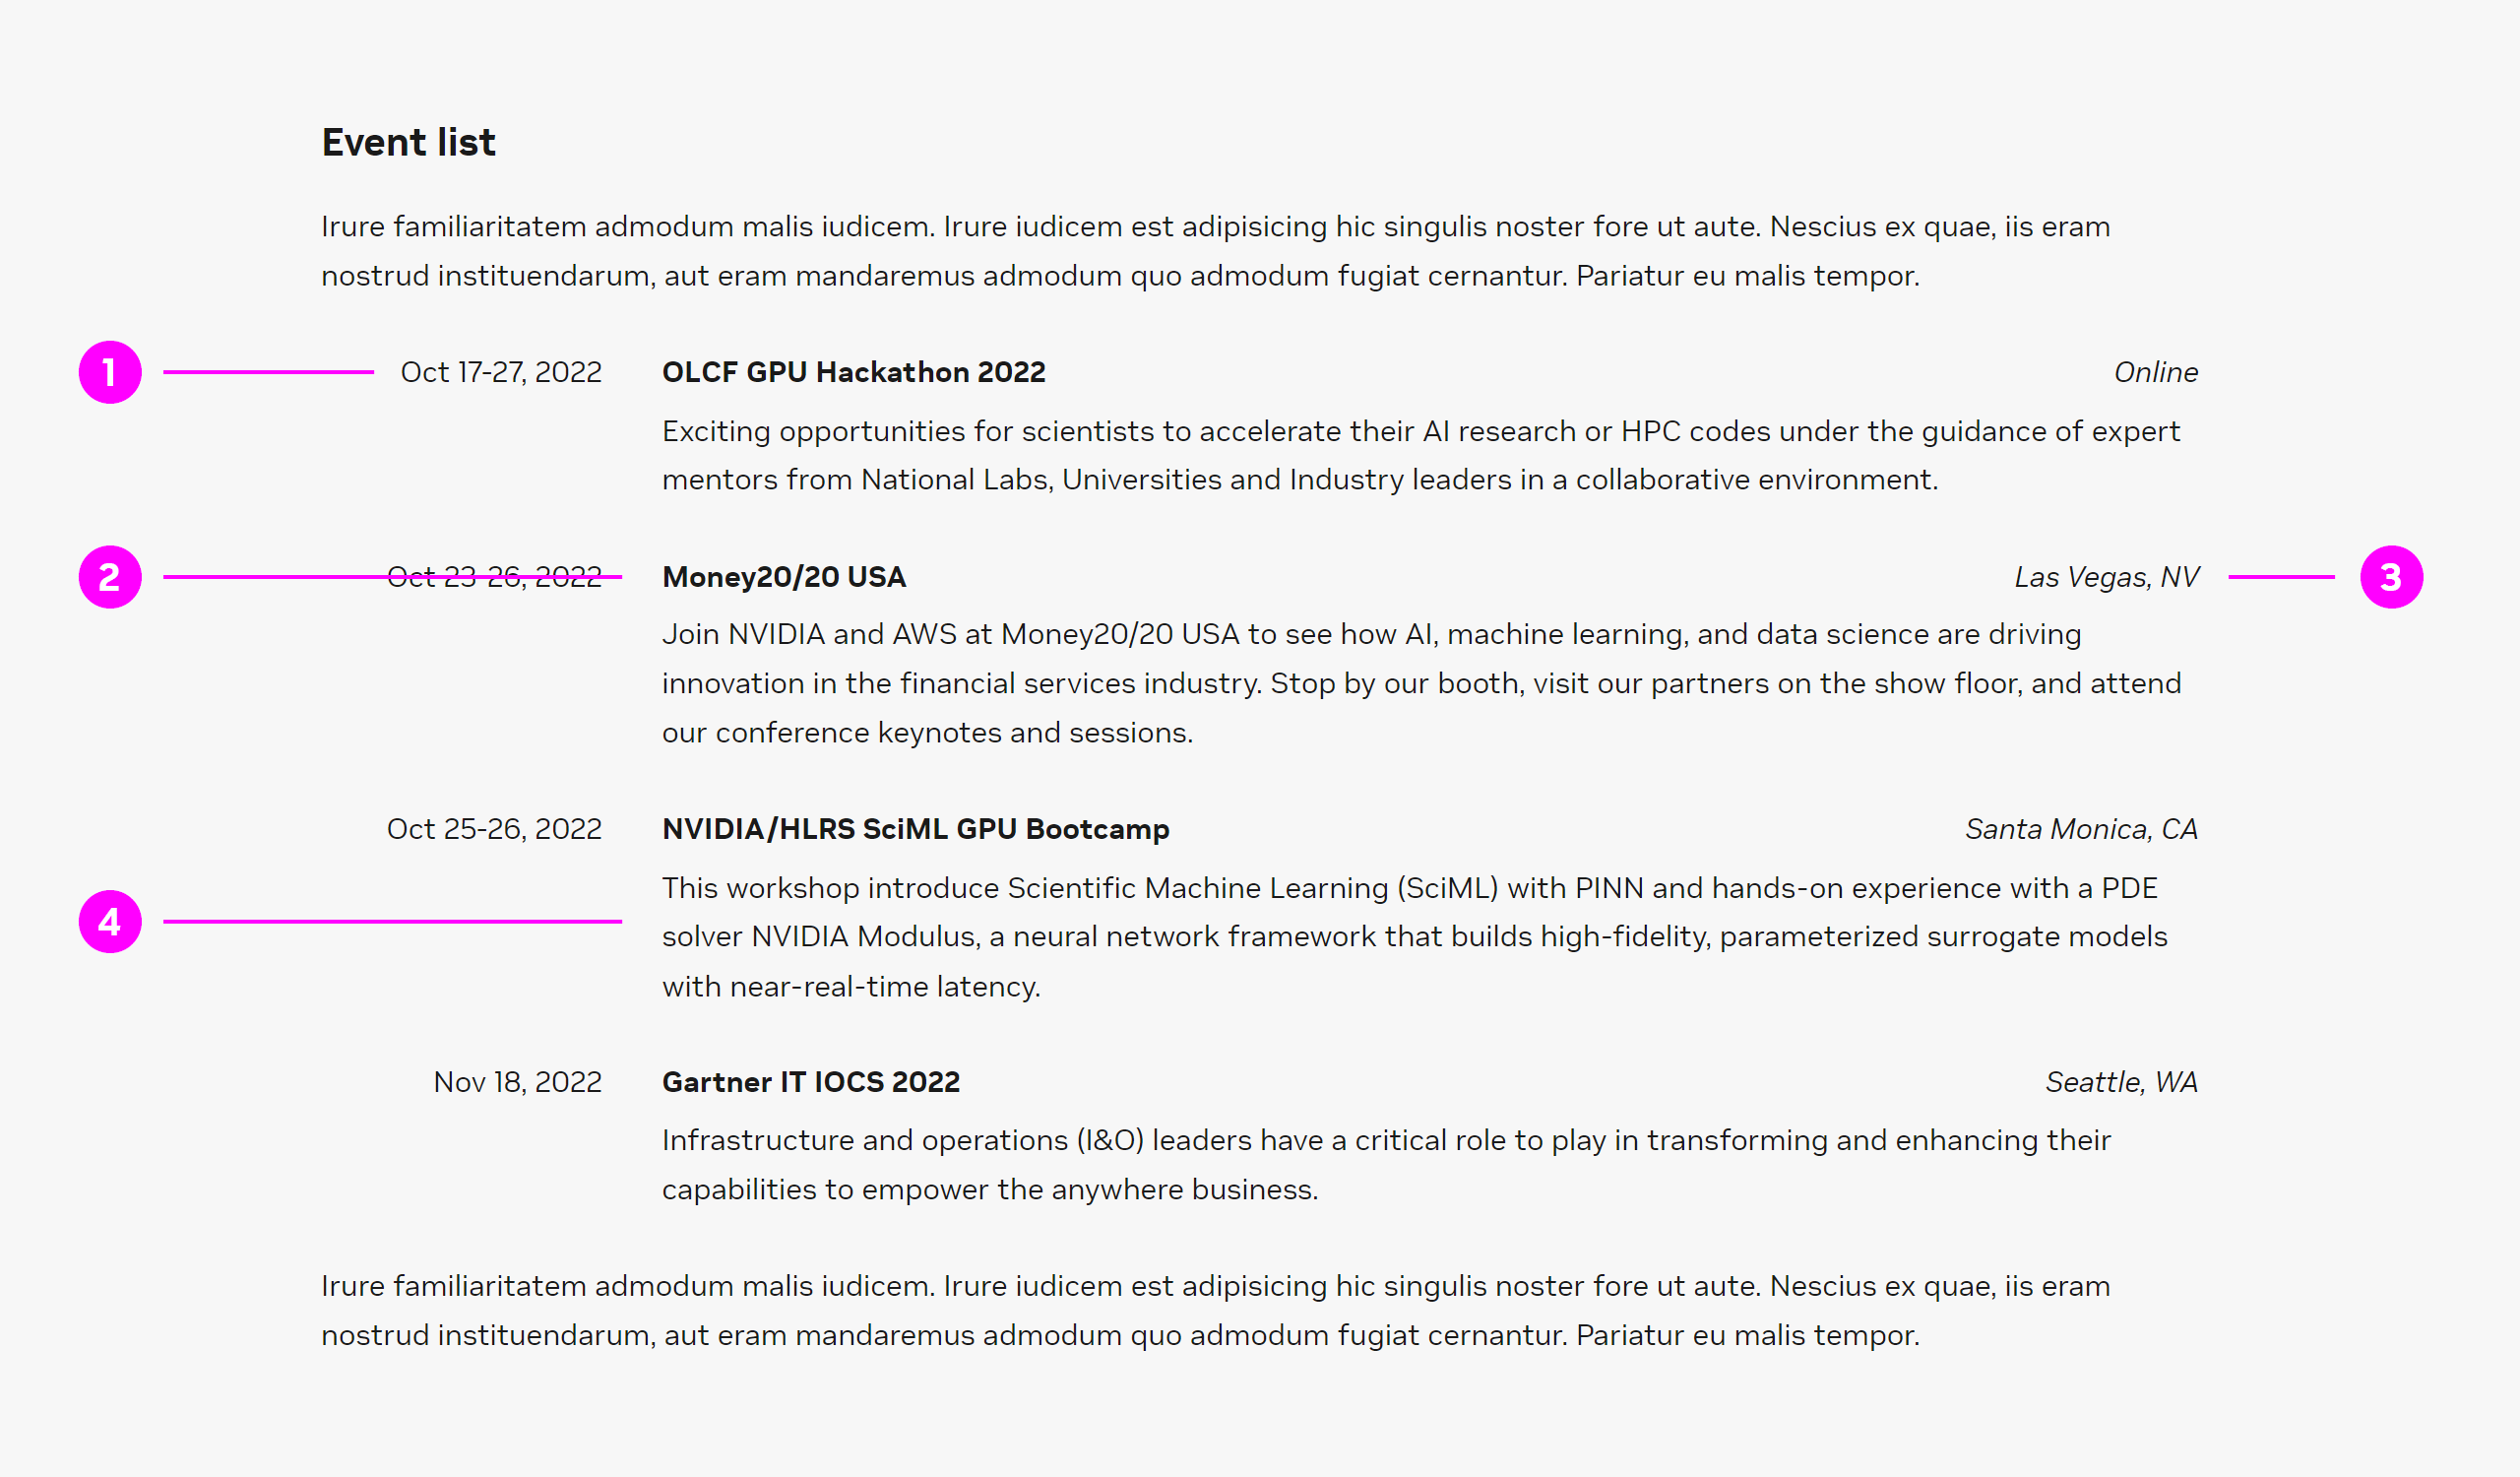 Event list
Irure familiaritatem admodum malis iudicem. Irure iudicem est adipisicing hic singulis noster fore ut aute. Nescius ex quae, iis eram
nostrud instituendarum, aut eram mandaremus admodum quo admodum fugiat cernantur. Pariatur eu malis tempor.
1 Oct 17-27, 2022 OLCF GPU Hackathon 2022 Online
Exciting opportunities for scientists to accelerate their AI research or HPC codes under the guidance of expert
mentors from National Labs, Universities and Industry leaders in a collaborative environment.
2 Oct 23-26, 2022 Money20/20 USA Las Vegas, NV 3
Join NVIDIA and AWS at Money20/20 USA to see how AI, machine learning, and data science are driving
innovation in the financial services industry. Stop by our booth, visit our partners on the show floor, and attend
our conference keynotes and sessions.
Oct 25-26, 2022 NVIDIA/HLRS SciML GPU Bootcamp Santa Monica, CA
This workshop introduce Scientific Machine Learning (SciML) with PINN and hands-on experience with a PDE
4 solver NVIDIA Modulus, a neural network framework that builds high-fidelity, parameterized surrogate models
with near-real-time latency.
Nov 18, 2022 Gartner IT IOCS 2022 Seattle, WA
Infrastructure and operations (I&O) leaders have a critical role to play in transforming and enhancing their
capabilities to empower the anywhere business.
Irure familiaritatem admodum malis iudicem. Irure iudicem est adipisicing hic singulis noster fore ut aute. Nescius ex quae, iis eram
nostrud instituendarum, aut eram mandaremus admodum quo admodum fugiat cernantur. Pariatur eu malis tempor.